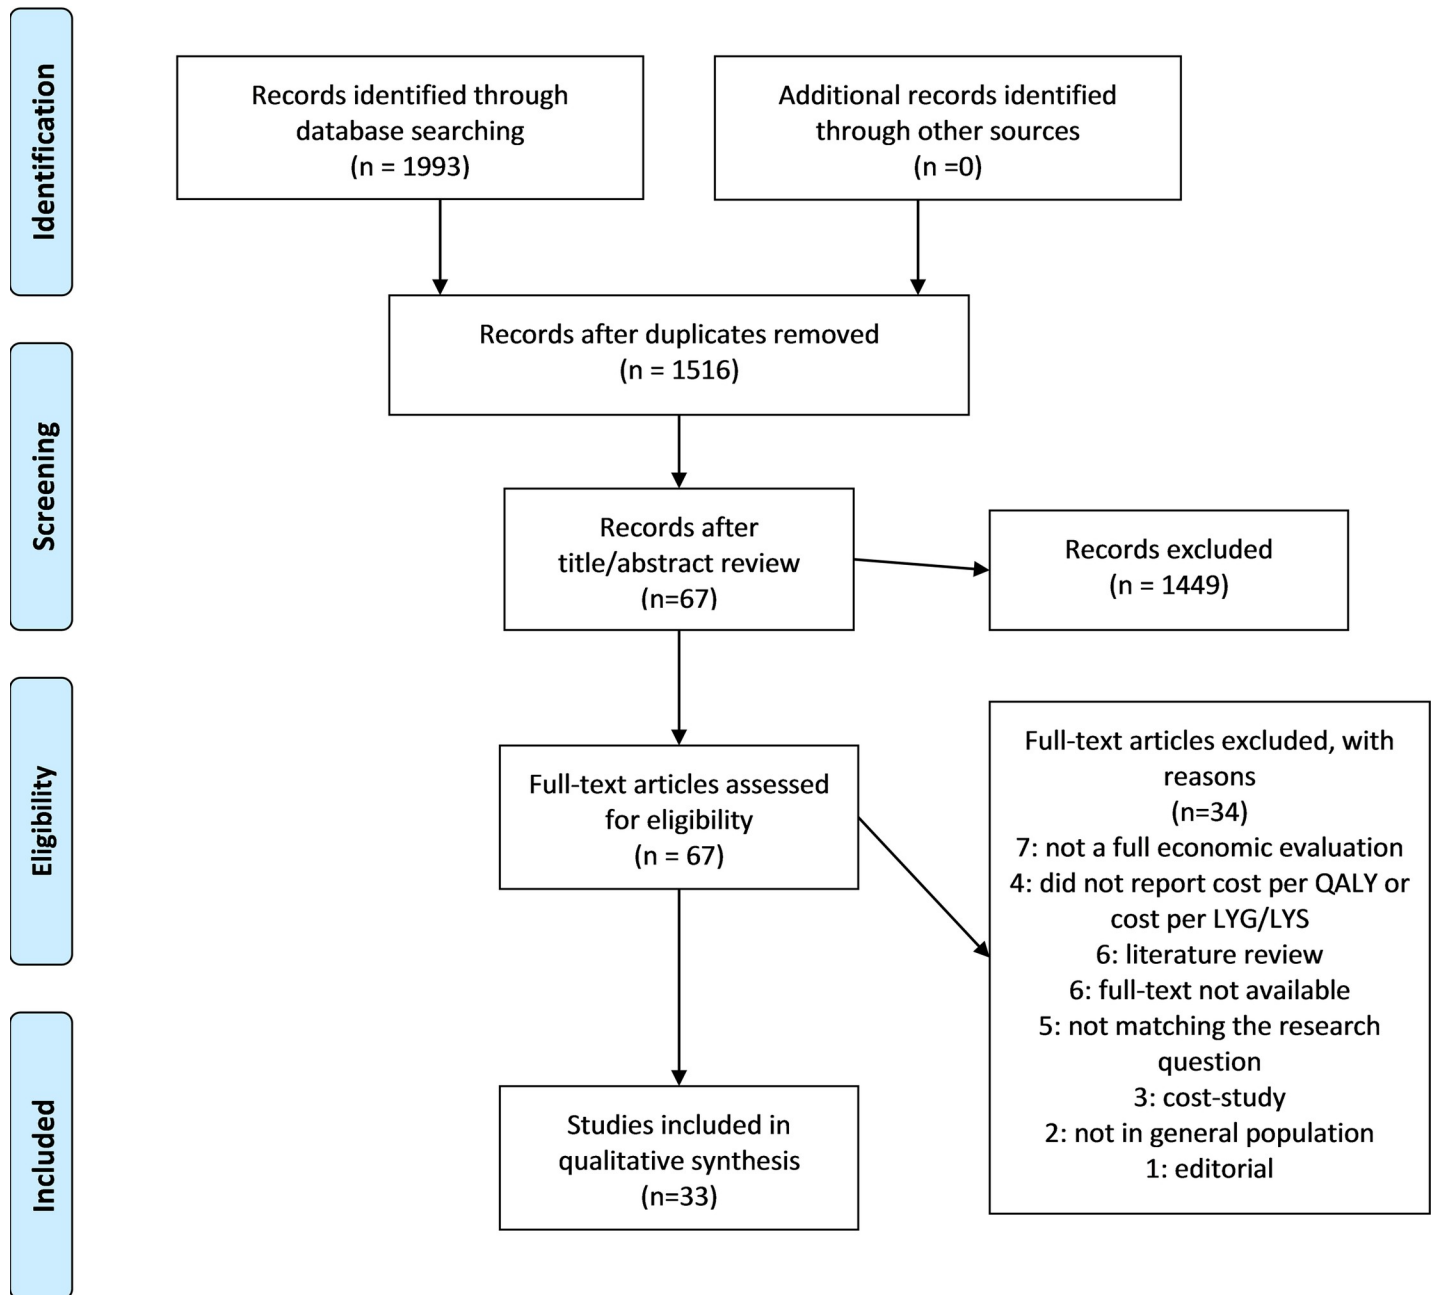 Identification
Records identified through
database searching
(n = 1993)
Additional records identified
through other sources
(n =0)
Records after duplicates removed
(n = 1516)
Screening
Records after
title/abstract review
(n=67)
Records excluded
(n = 1449)
Eligibility
Full-text articles assessed
for eligibility
(n = 67)
Full-text articles excluded, with
reasons
(n=34)
7: not a full economic evaluation
4: did not report cost per QALY or
cost per LYG/LYS
6: literature review
6: full-text not available
5: not matching the research
question
3: cost-study
2: not in general population
1: editorial
Included
Studies included in
qualitative synthesis
(n=33)